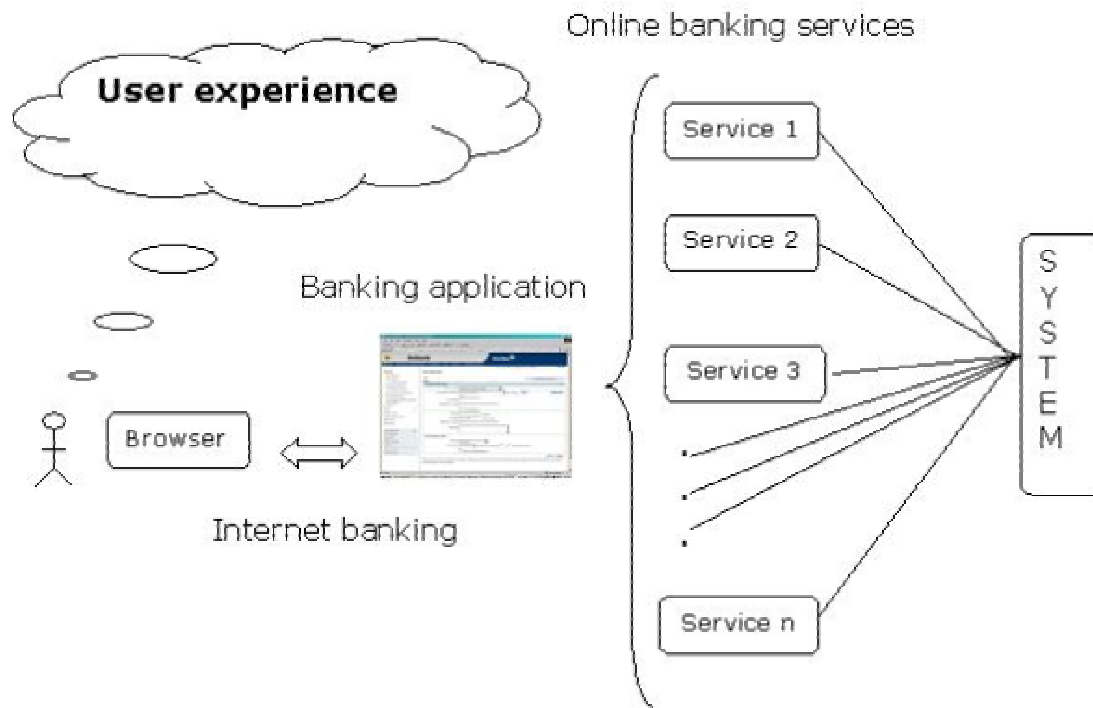 Online banking services
User experience
Service 1
Service 2
Banking application
S
Y
S
T
E
M
Service 3
Browser
Internet banking
Service n